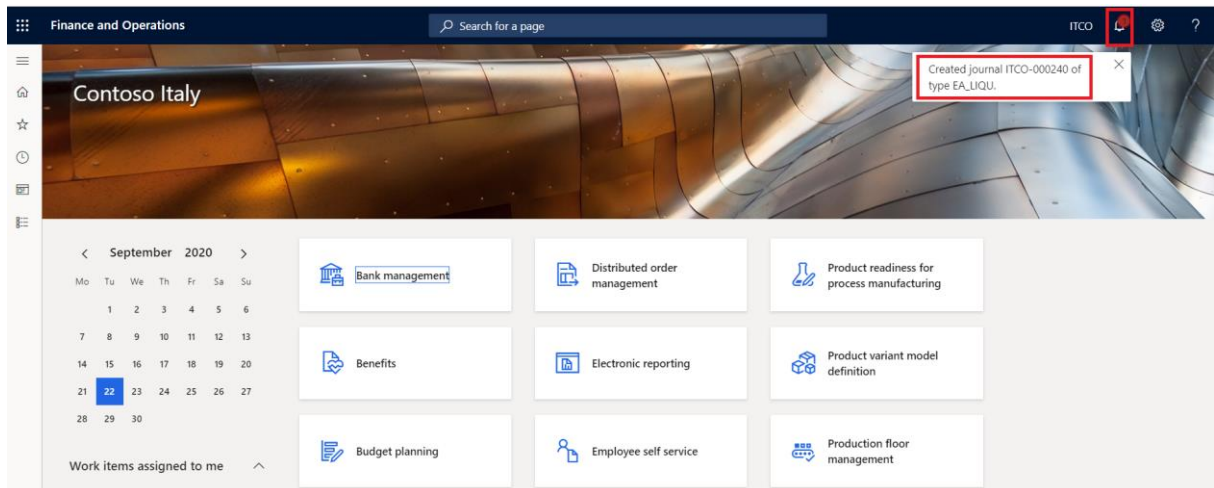 Finance and Operations
Search for a page
ITCO
?
Created journal ITCO-000240 of
type EA_LIQU.
Contoso Italy
September 2020
Mo Tu We Th Fr Sa Su
1 2 3 4 5 6
7 8 9 10 11 12 13
14 15 16 17 18 19 20
21 22 23 24 25 26 27
28 29 30
Work items assigned to me
Bank management
Distributed order
management
Product readiness for
process manufacturing
Benefits
Electronic reporting
Product variant model
definition
Budget planning
Employee self service
Production floor
management